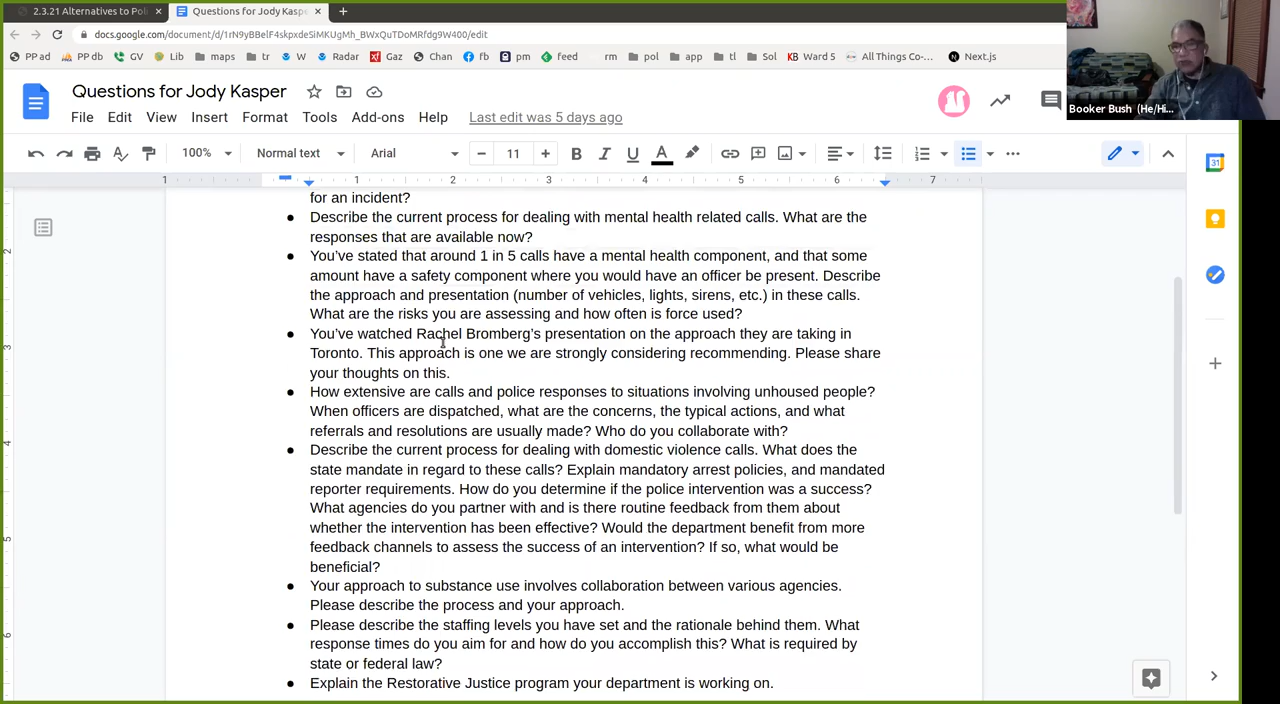 2.3.21 Alternatives to Poli
Questions for Jody Kasper
docs.google.com/document/d/1rN9yBBelF4skpxdeSiMKUgMh_BWxQuTDoMRfdg9W400/edit
PP ad PP db GV Lib maps tr W Radar Gaz Chan fb pm feed rm pol app tl Sol KB Ward 5 All Things Co-... Next.js
Booker Bush (He/Hi...
Questions for Jody Kasper
File Edit View Insert Format Tools Add-ons Help Last edit was 5 days ago
100% Normal text Arial 11 B I U A
1 1 2 3 4 5 6 7
31
for an incident?
● Describe the current process for dealing with mental health related calls. What are the
responses that are available now?
● You’ve stated that around 1 in 5 calls have a mental health component, and that some
amount have a safety component where you would have an officer be present. Describe
the approach and presentation (number of vehicles, lights, sirens, etc.) in these calls.
What are the risks you are assessing and how often is force used?
● You’ve watched Rachel Bromberg’s presentation on the approach they are taking in
Toronto. This approach is one we are strongly considering recommending. Please share
your thoughts on this.
● How extensive are calls and police responses to situations involving unhoused people?
When officers are dispatched, what are the concerns, the typical actions, and what
referrals and resolutions are usually made? Who do you collaborate with?
● Describe the current process for dealing with domestic violence calls. What does the
state mandate in regard to these calls? Explain mandatory arrest policies, and mandated
reporter requirements. How do you determine if the police intervention was a success?
What agencies do you partner with and is there routine feedback from them about
whether the intervention has been effective? Would the department benefit from more
feedback channels to assess the success of an intervention? If so, what would be
beneficial?
● Your approach to substance use involves collaboration between various agencies.
Please describe the process and your approach.
● Please describe the staffing levels you have set and the rationale behind them. What
response times do you aim for and how do you accomplish this? What is required by
state or federal law?
● Explain the Restorative Justice program your department is working on.
2
3
4
5
6